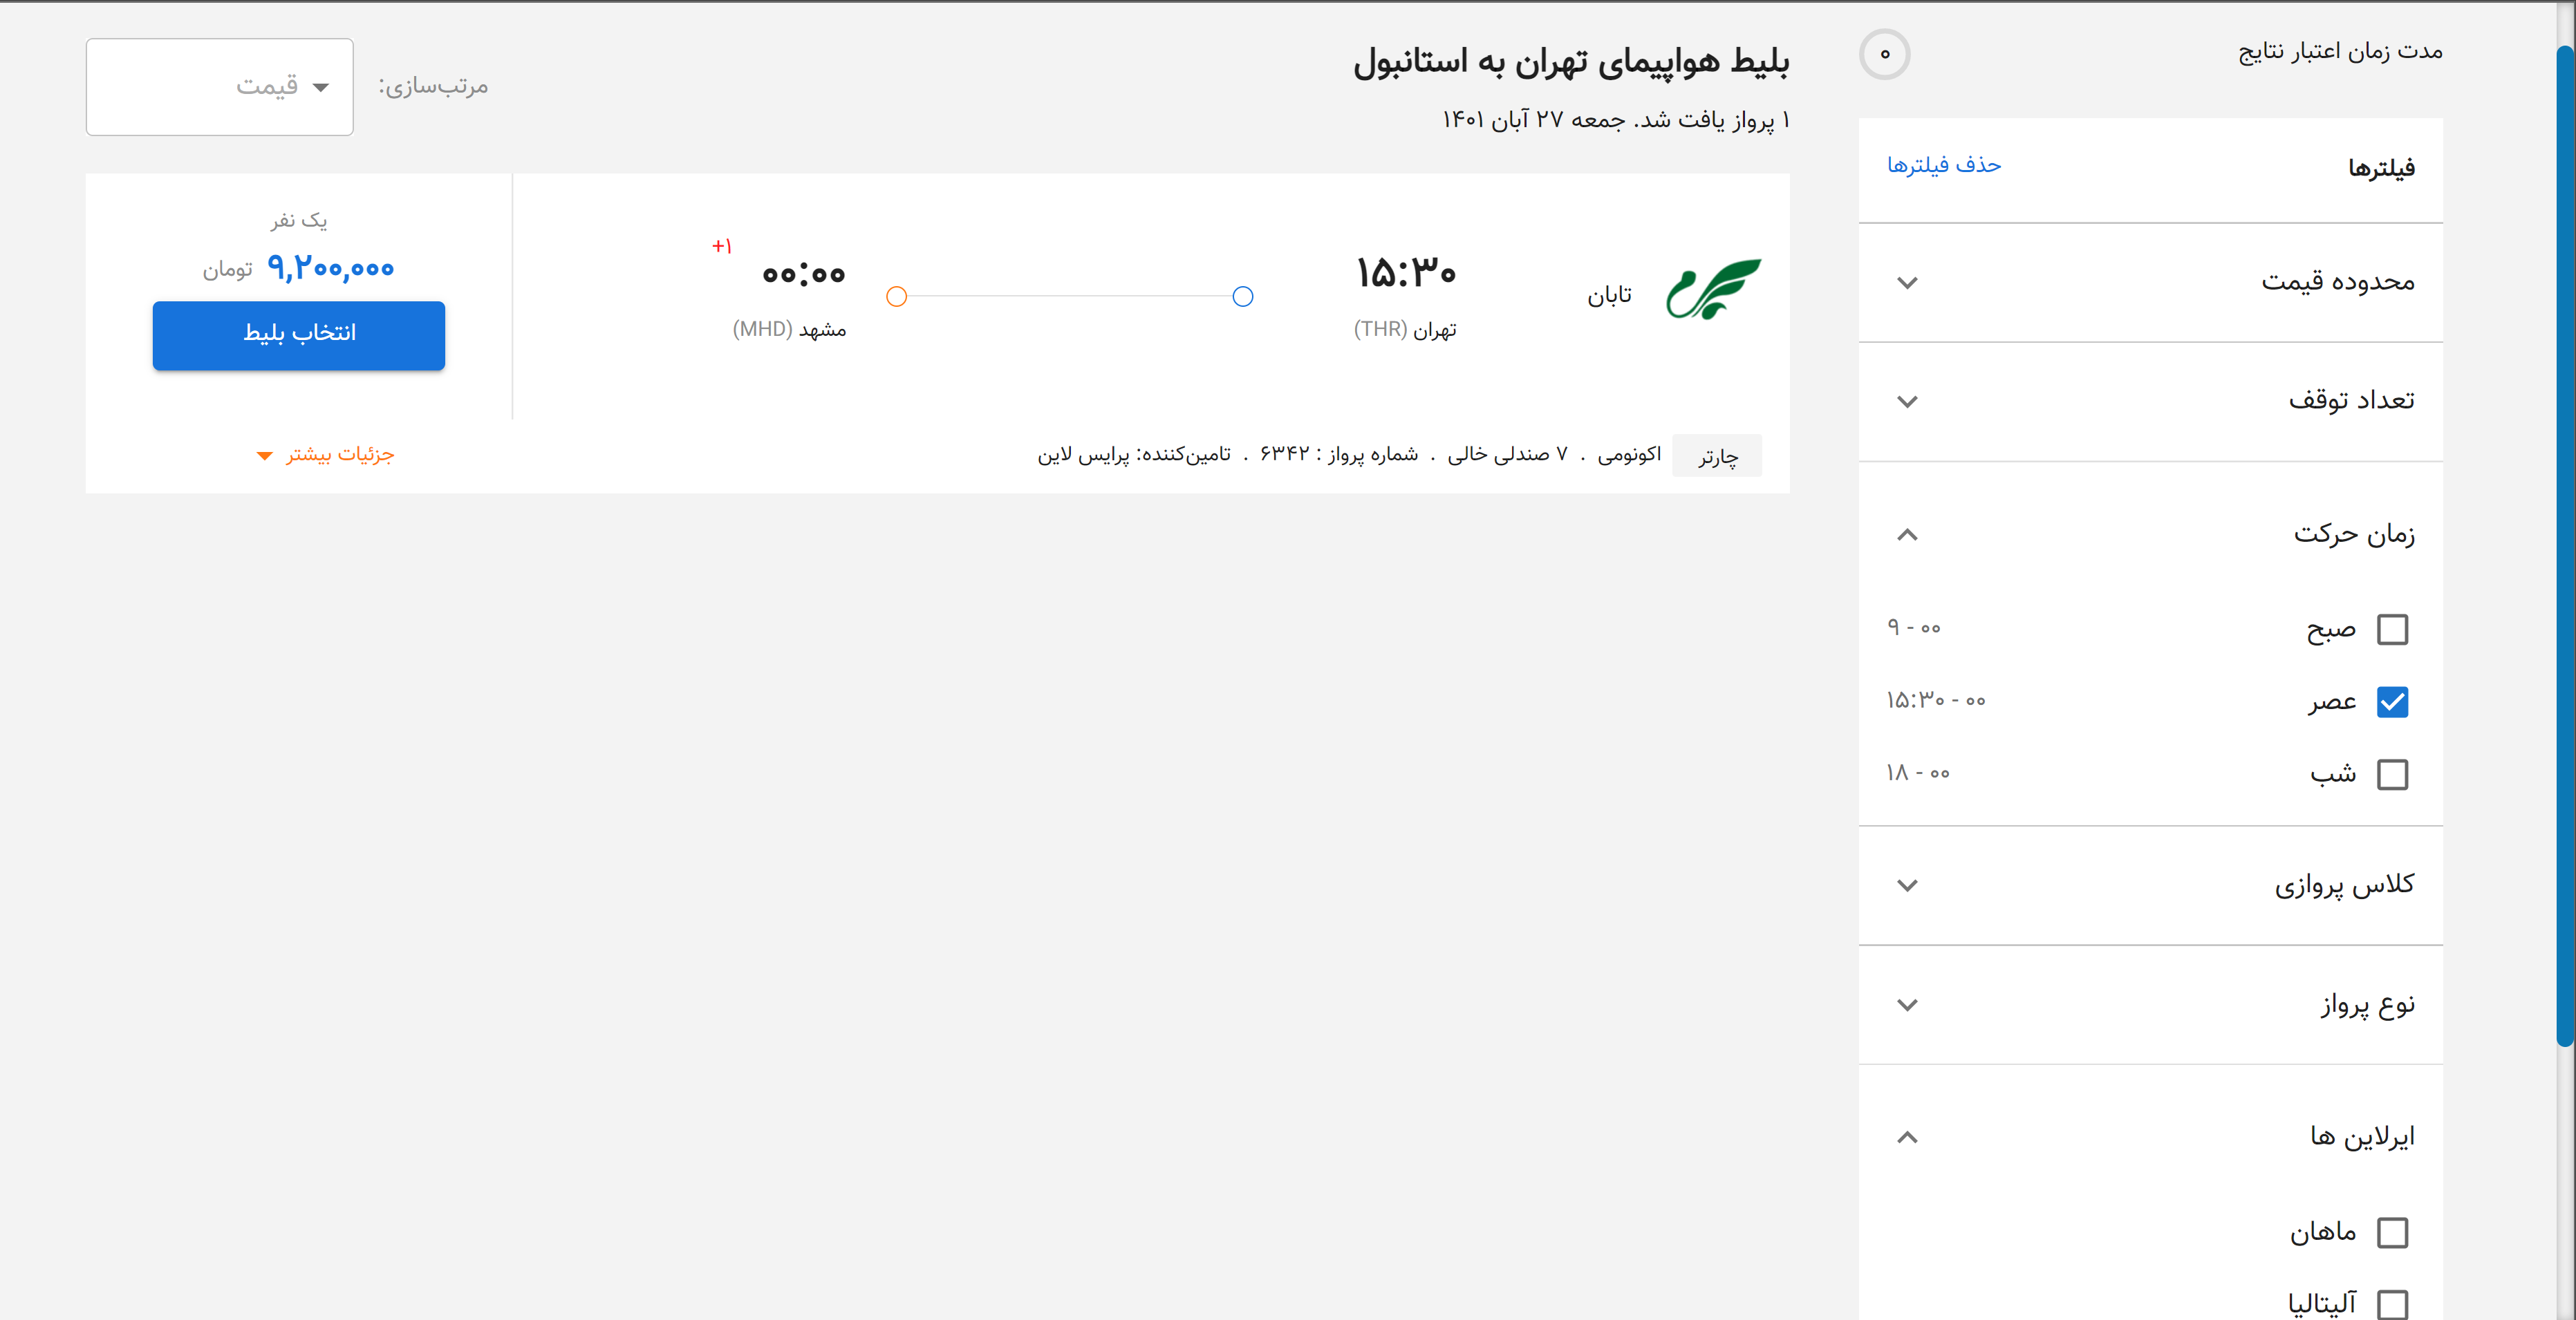 مدت زمان اعتبار نتایج
۰
فیلترها
حذف فیلترها
محدوده قیمت
تعداد توقف
زمان حرکت
صبح
۹ - ۰۰
عصر
۱۵:۳۰ - ۰۰
شب
۱۸ - ۰۰
کلاس پروازی
نوع پرواز
ایرلاین ها
ماهان
آلیتالیا
بلیط هواپیمای تهران به استانبول
۱ پرواز یافت شد. جمعه ۲۷ آبان ۱۴۰۱
مرتب‌سازی:
قیمت
تابان
۱۵:۳۰
تهران (THR)
۰۰:۰۰
+۱
مشهد (MHD)
یک نفر
۹,۲۰۰,۰۰۰ تومان
انتخاب بلیط
چارتر
اکونومی . ۷ صندلی خالی . شماره پرواز : ۶۳۴۲ . تامین‌کننده: پرایس لاین
جزئیات بیشتر